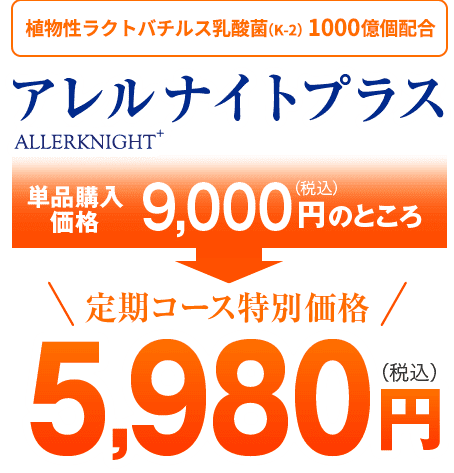 植物性ラクトバチルス乳酸菌(K-2) 1000億個配合
アレルナイトプラス
ALLERKNIGHT+
単品購入価格 9,000円(税込)のところ
定期コース特別価格
5,980円(税込)